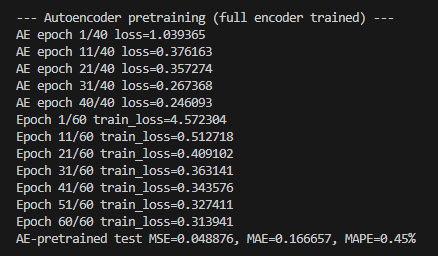 --- Autoencoder pretraining (full encoder trained) ---
AE epoch 1/40 loss=1.039365
AE epoch 11/40 loss=0.376163
AE epoch 21/40 loss=0.357274
AE epoch 31/40 loss=0.267368
AE epoch 40/40 loss=0.246093
Epoch 1/60 train_loss=4.572304
Epoch 11/60 train_loss=0.512718
Epoch 21/60 train_loss=0.409102
Epoch 31/60 train_loss=0.363141
Epoch 41/60 train_loss=0.343576
Epoch 51/60 train_loss=0.327411
Epoch 60/60 train_loss=0.313941
AE-pretrained test MSE=0.048876, MAE=0.166657, MAPE=0.45%